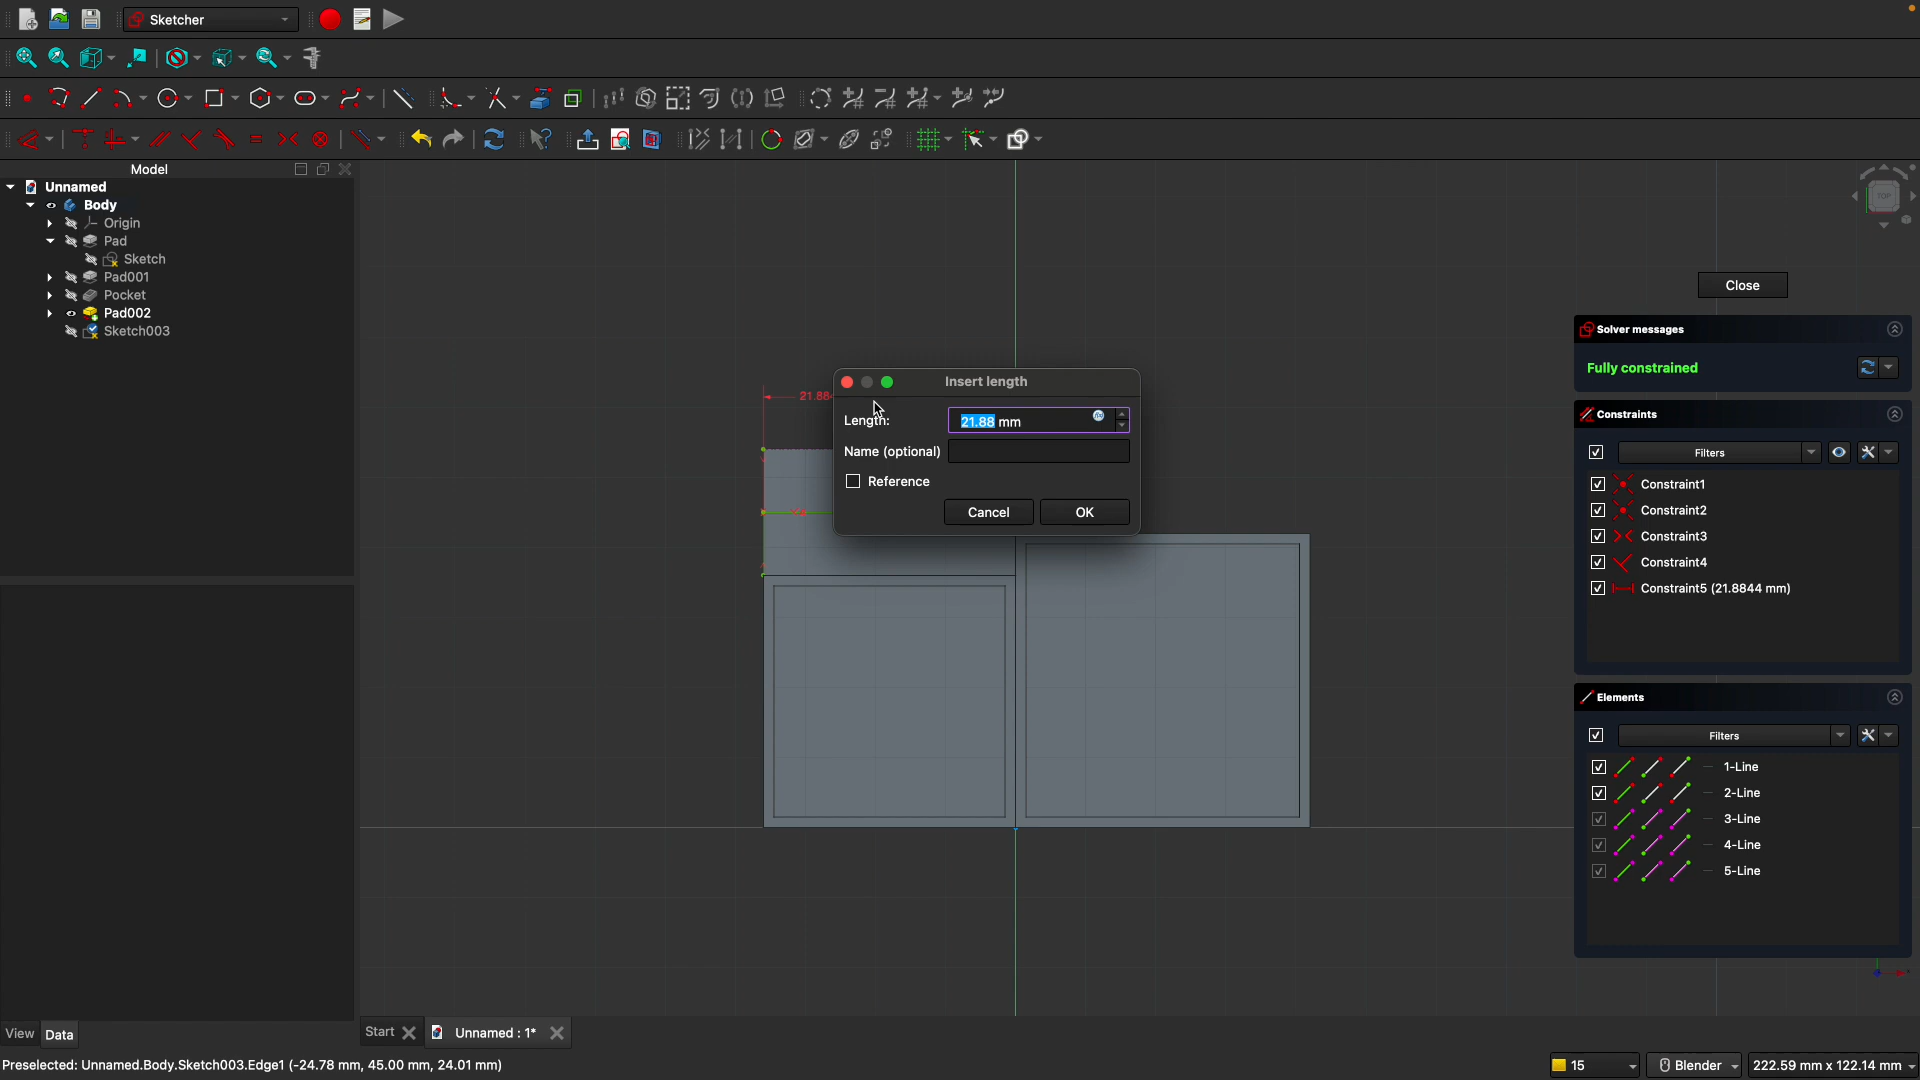 Sketcher
Model
Unnamed
Body
Origin
Pad
Sketch
Pad001
Pocket
Pad002
Sketch003
View
Data
21.88
Insert length
Length:
21.88 mm
Name (optional)
Reference
Cancel
OK
TOP
Close
Solver messages
Fully constrained
Constraints
Filters
Constraint1
Constraint2
Constraint3
Constraint4
Constraint5 (21.8844 mm)
Elements
Filters
1-Line
2-Line
3-Line
4-Line
5-Line
Start
Unnamed : 1*
Preselected: Unnamed.Body.Sketch003.Edge1 (-24.78 mm, 45.00 mm, 24.01 mm)
15
Blender
222.59 mm x 122.14 mm